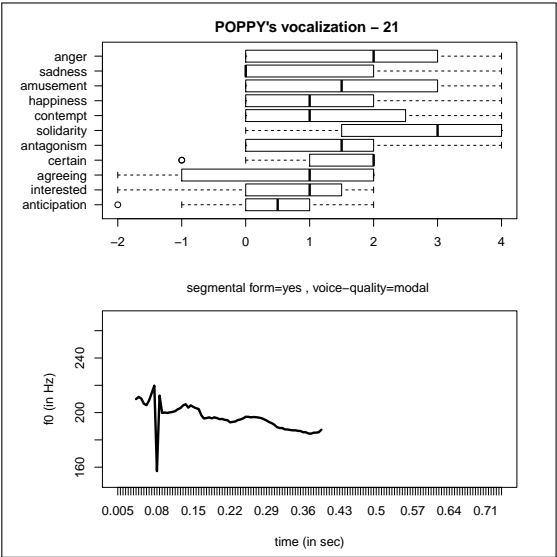 POPPY's vocalization − 21
anger
sadness
amusement
happiness
contempt
solidarity
antagonism
certain
agreeing
interested
anticipation
−2 −1 0 1 2 3 4
segmental form=yes , voice−quality=modal
f0 (in Hz)
240
200
160
0.005 0.08 0.15 0.22 0.29 0.36 0.43 0.5 0.57 0.64 0.71
time (in sec)